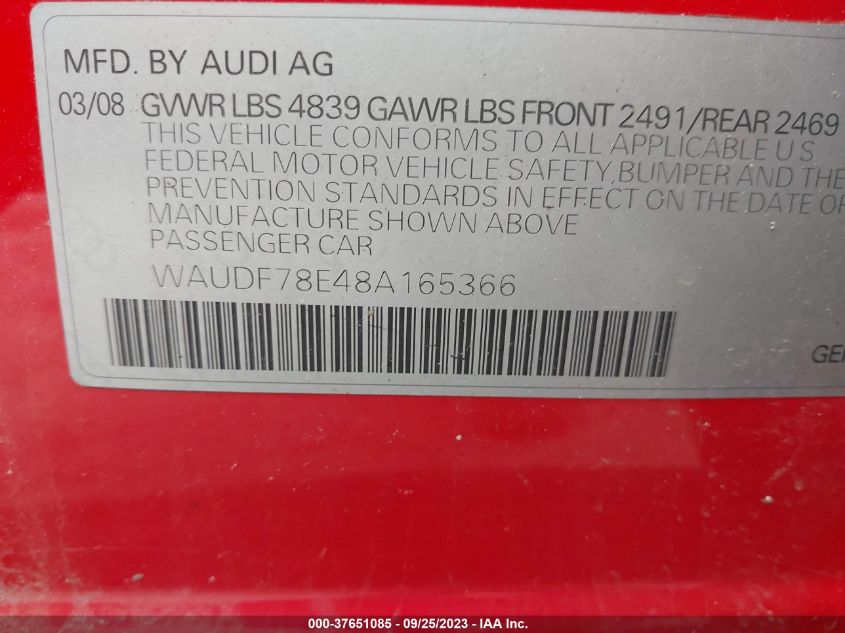 MFD. BY AUDI AG
03/08 GVWR LBS 4839 GAWR LBS FRONT 2491/REAR 2469
THIS VEHICLE CONFORMS TO ALL APPLICABLE U S
FEDERAL MOTOR VEHICLE SAFETY, BUMPER AND THE
PREVENTION STANDARDS IN EFFECT ON THE DATE OF
MANUFACTURE SHOWN ABOVE
PASSENGER CAR
WAUDF78E48A165366
GE
000-37651085 - 09/25/2023 - IAA Inc.